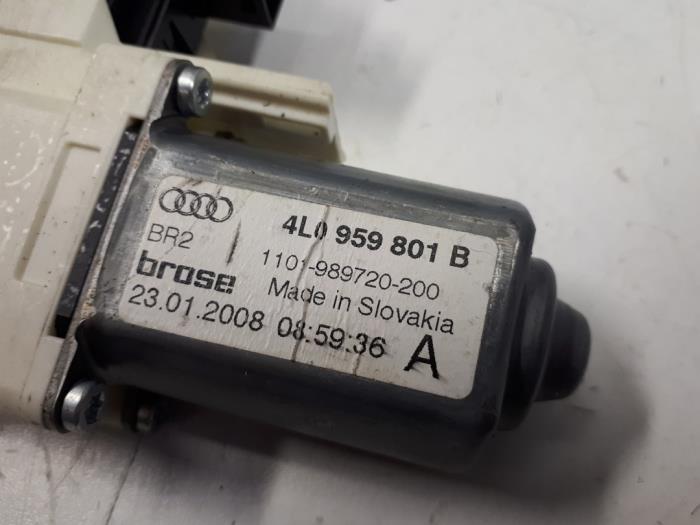 4L0 959 801 B
BR2
1101-989720-200
brose
Made in Slovakia
23.01.2008 08:59:36 A